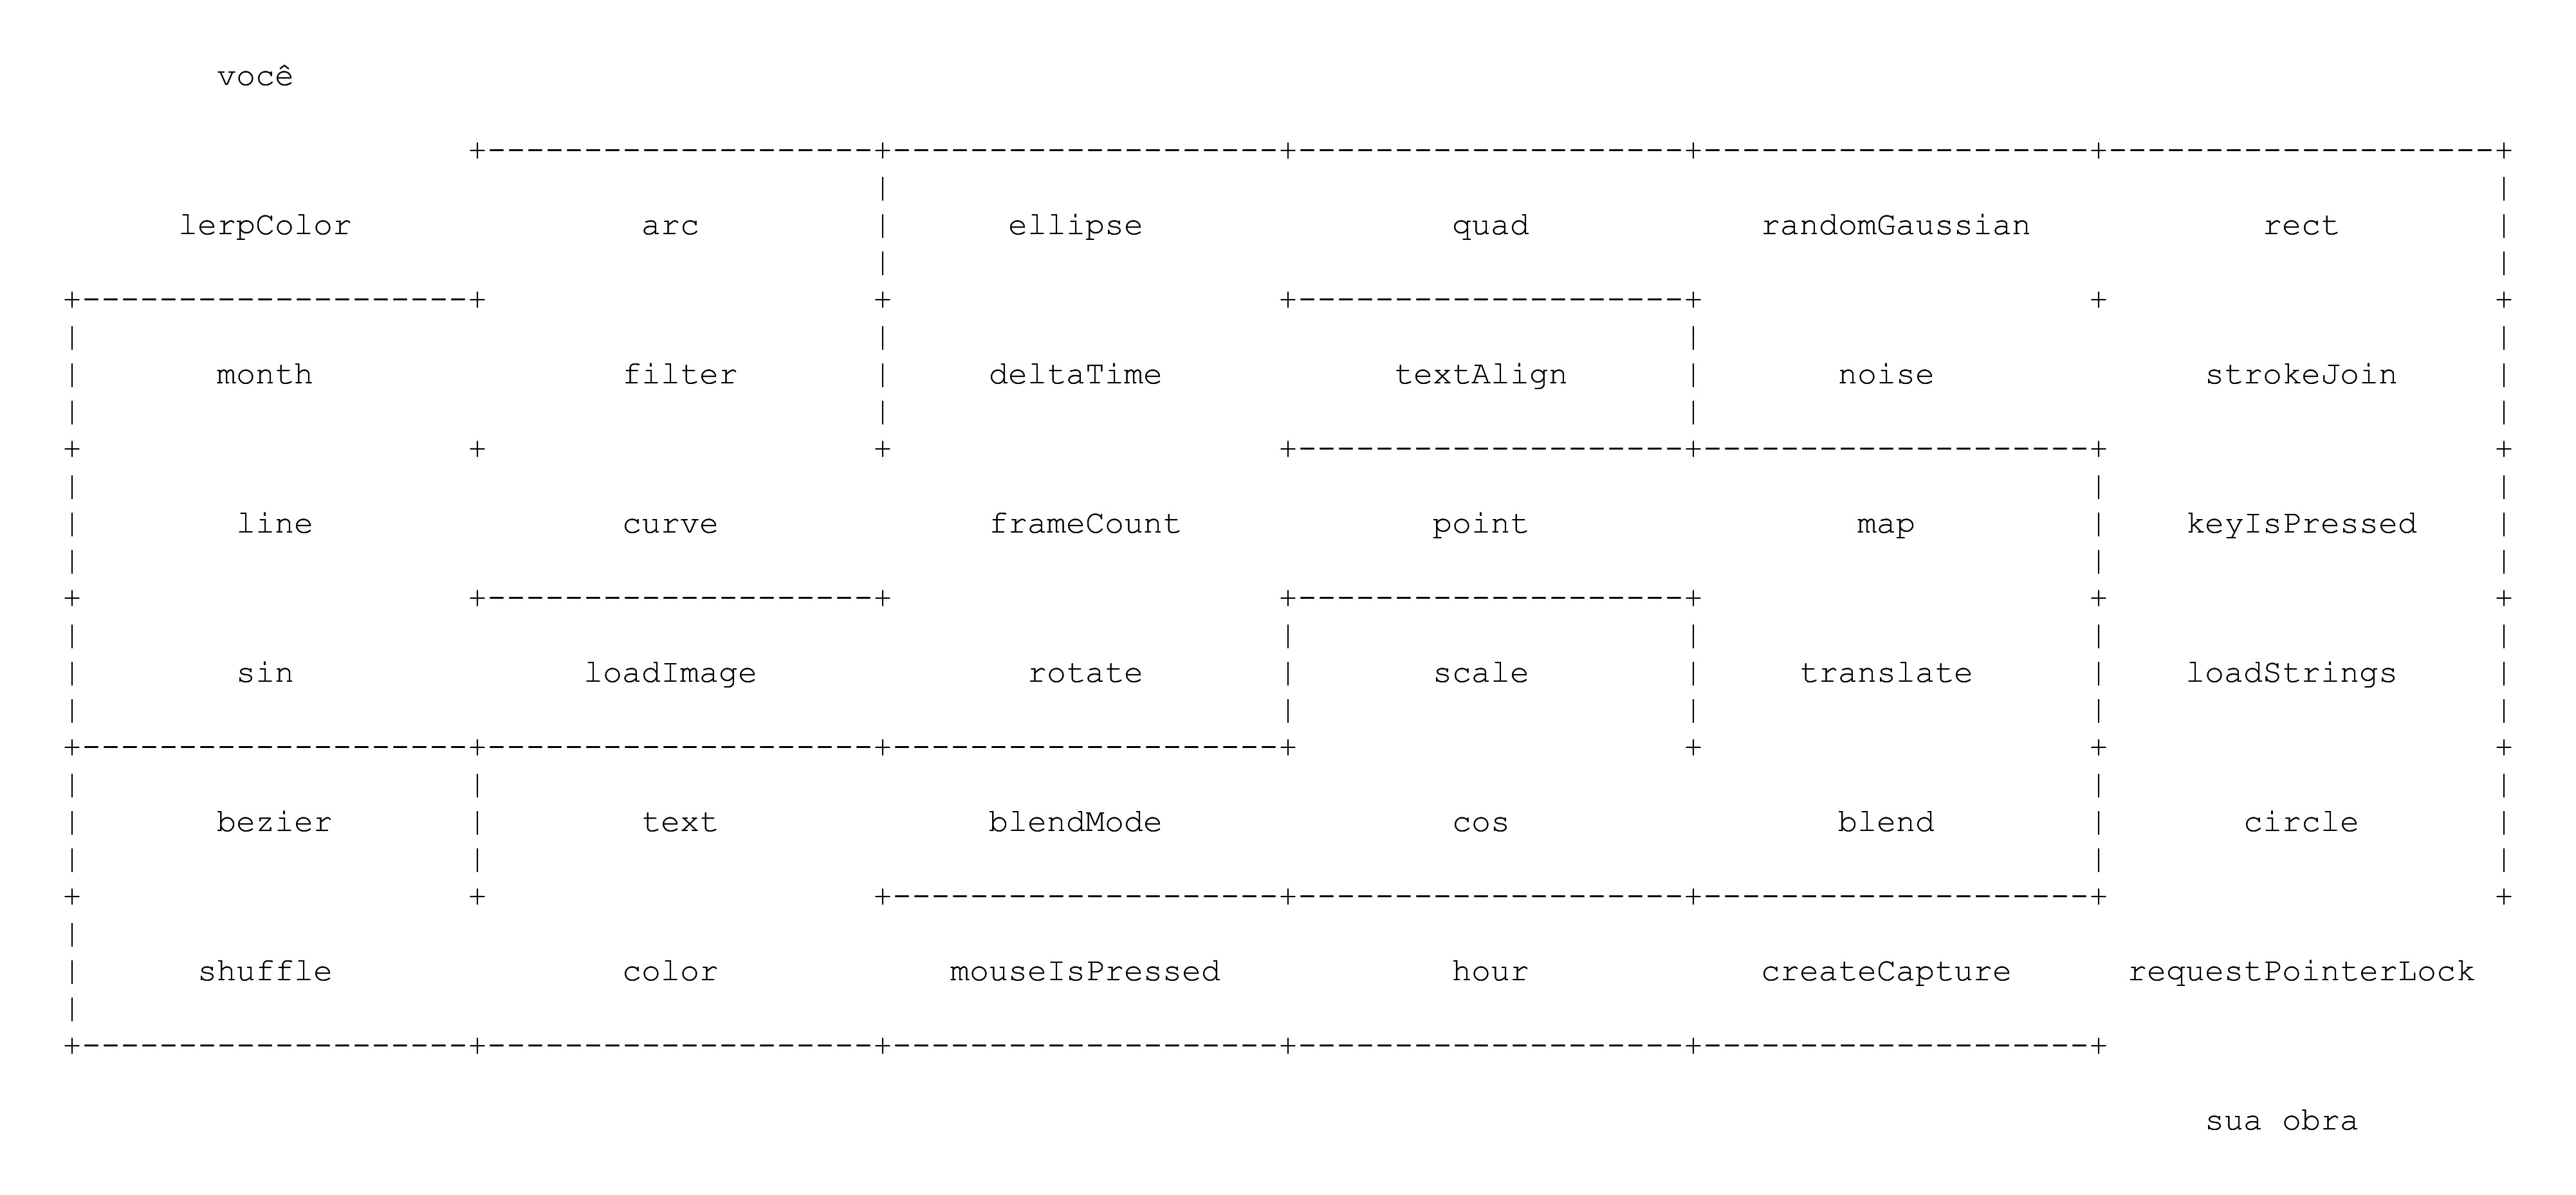 você
lerpColor arc ellipse quad randomGaussian rect
month filter deltaTime textAlign noise strokeJoin
line curve frameCount point map keyIsPressed
sin loadImage rotate scale translate loadStrings
bezier text blendMode cos blend circle
shuffle color mouseIsPressed hour createCapture requestPointerLock
sua obra